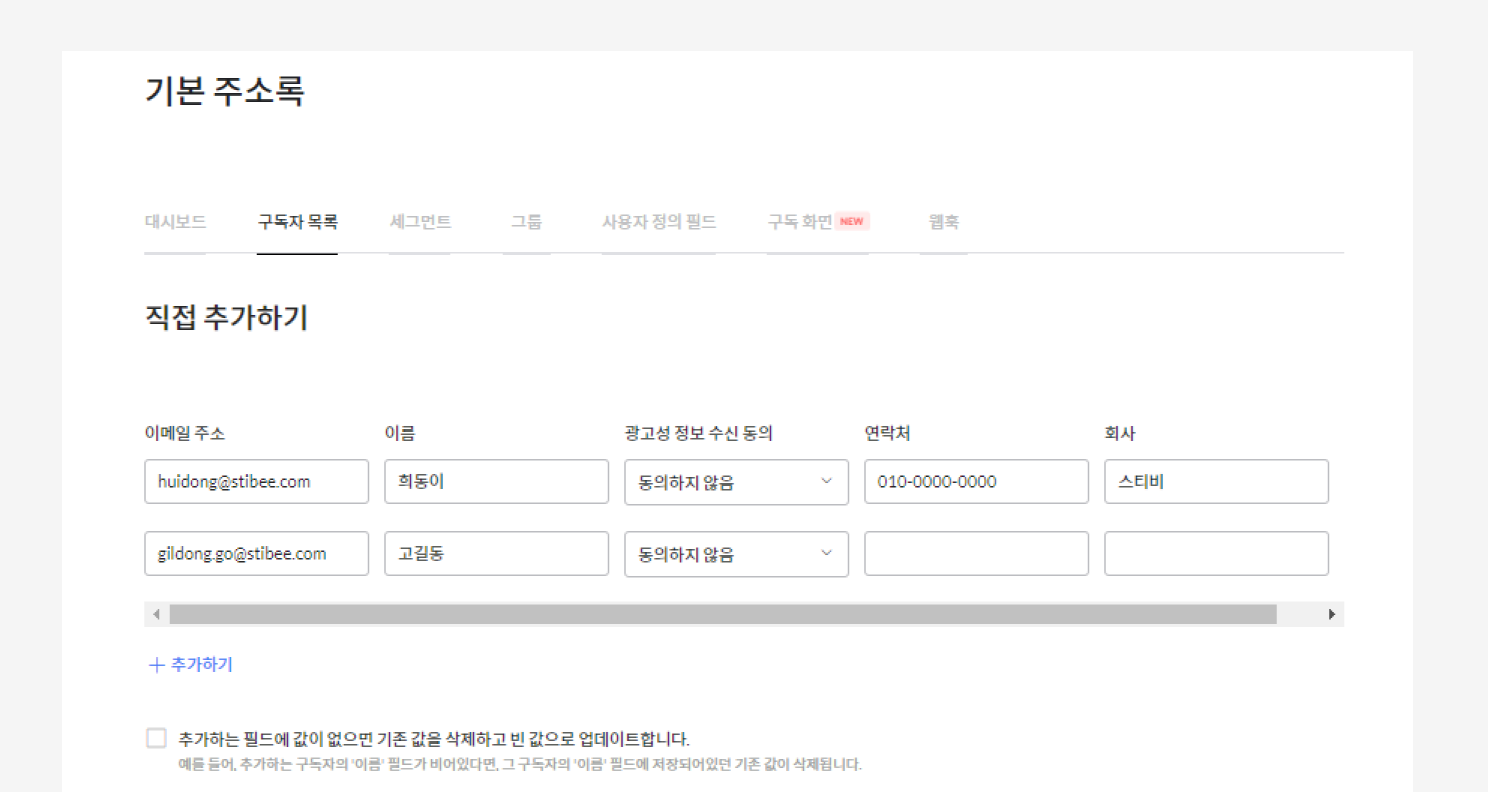 기본 주소록
대시보드 구독자 목록 세그먼트 그룹 사용자 정의 필드 구독 화면 NEW 웹훅
직접 추가하기
이메일 주소 이름 광고성 정보 수신 동의 연락처 회사
huidong@stibee.com 희동이 동의하지 않음 010-0000-0000 스티비
gildong.go@stibee.com 고길동 동의하지 않음
+ 추가하기
추가하는 필드에 값이 없으면 기존 값을 삭제하고 빈 값으로 업데이트합니다.
예를 들어, 추가하는 구독자의 '이름' 필드가 비어있다면, 그 구독자의 '이름' 필드에 저장되어있던 기존 값이 삭제됩니다.